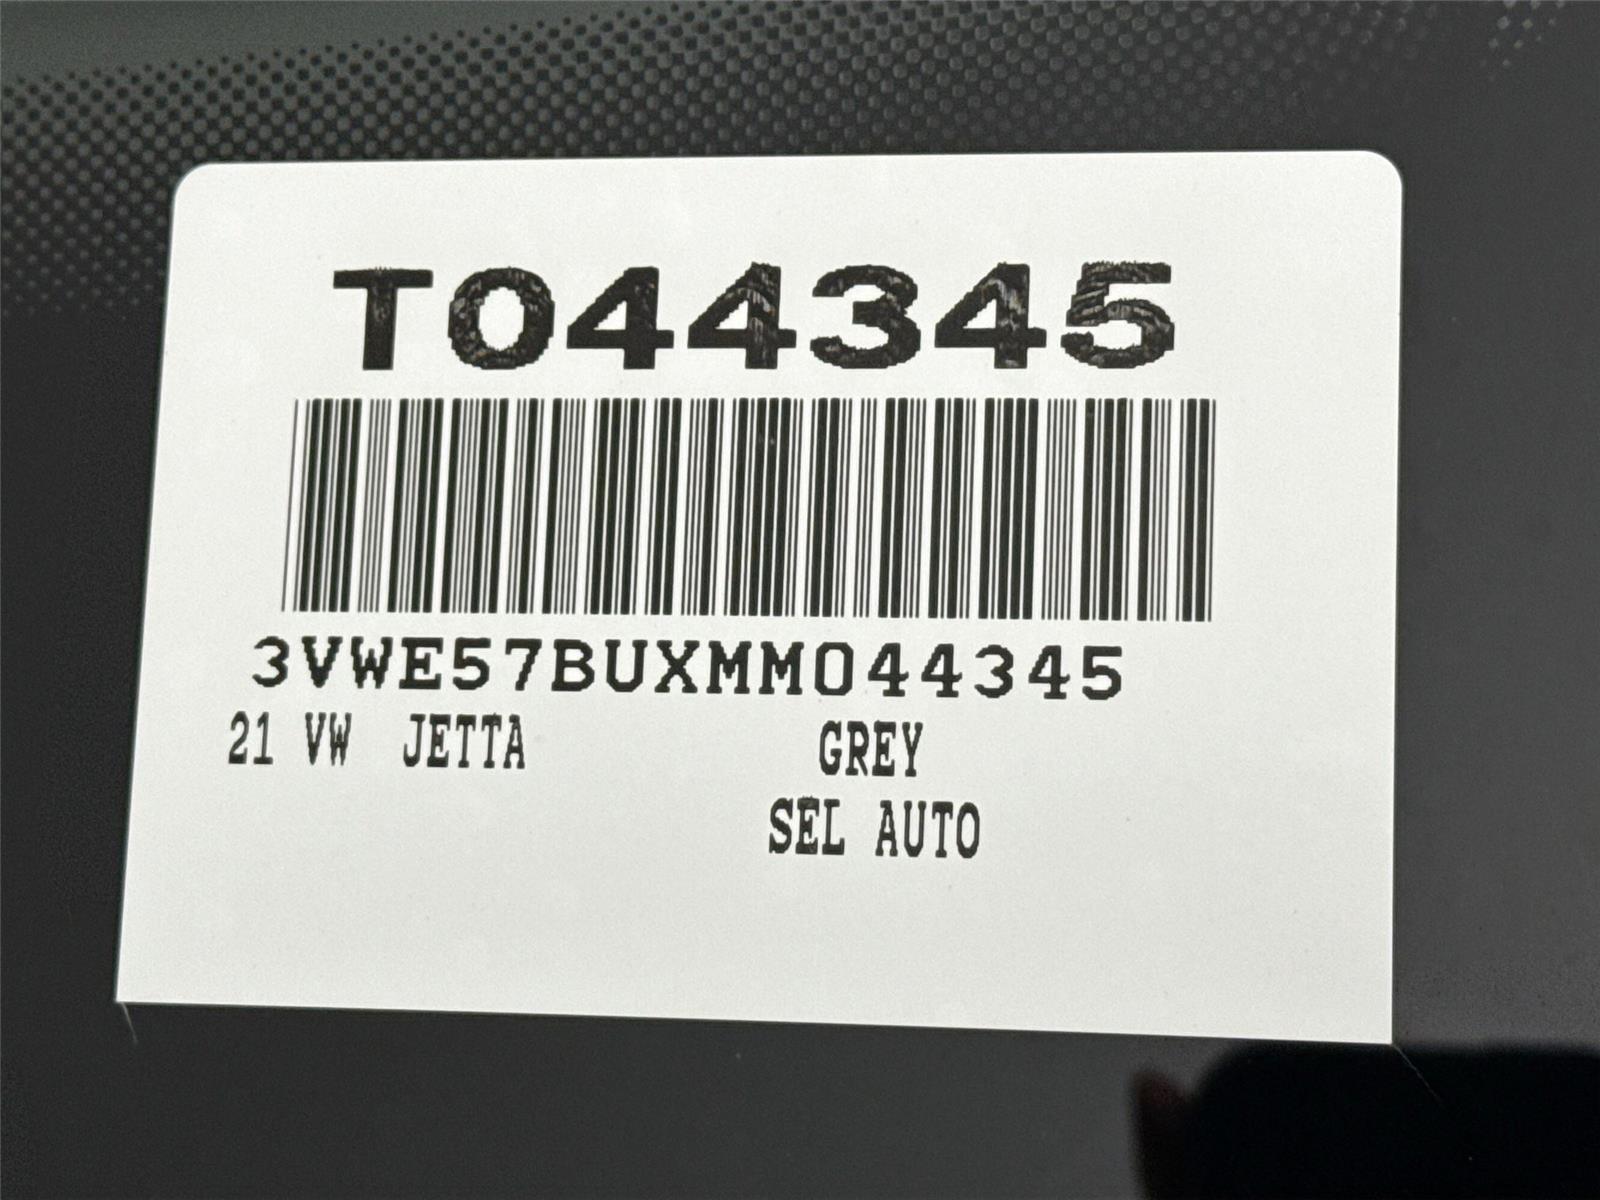 T044345
3VWE57BUXMM044345
21 VW JETTA GREY
SEL AUTO